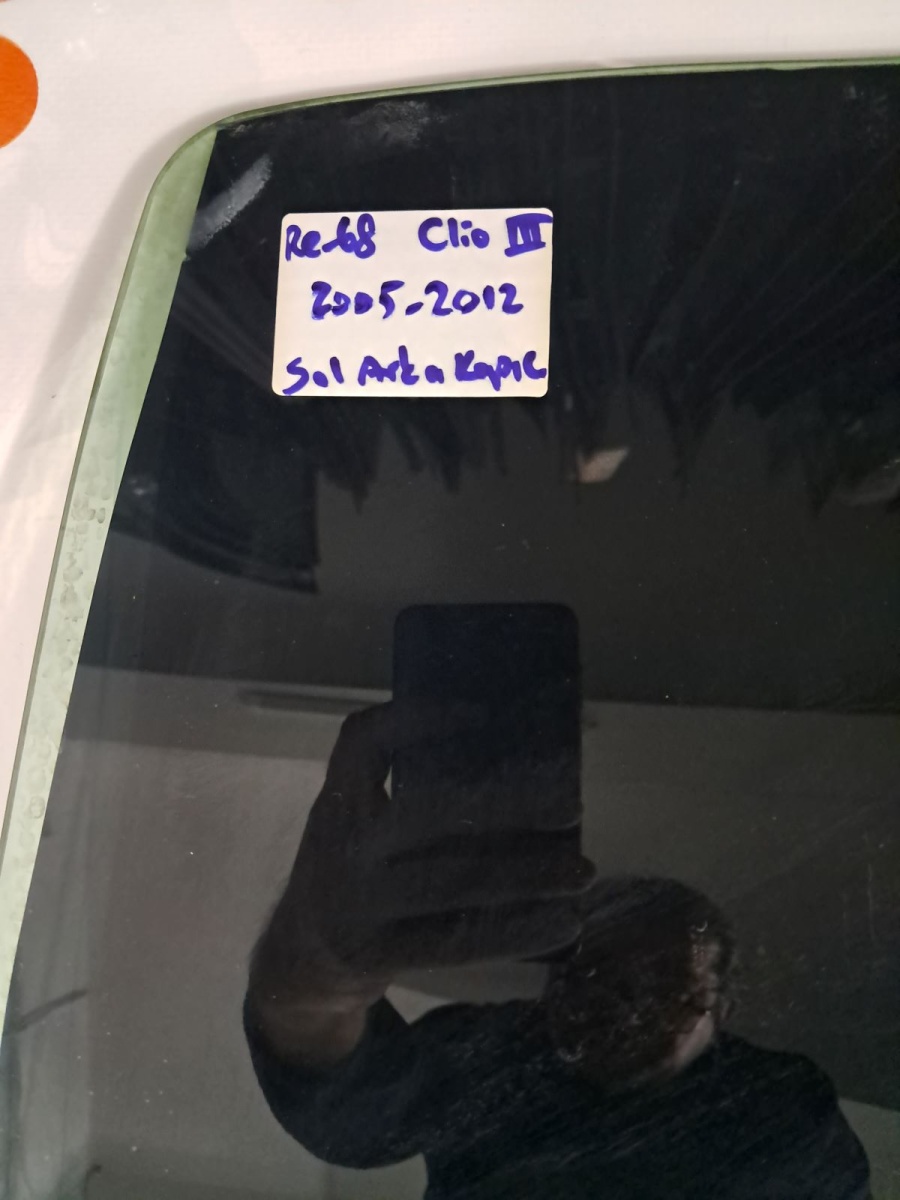 Re-68 Clio III
2005-2012
Sol Arka Kapı